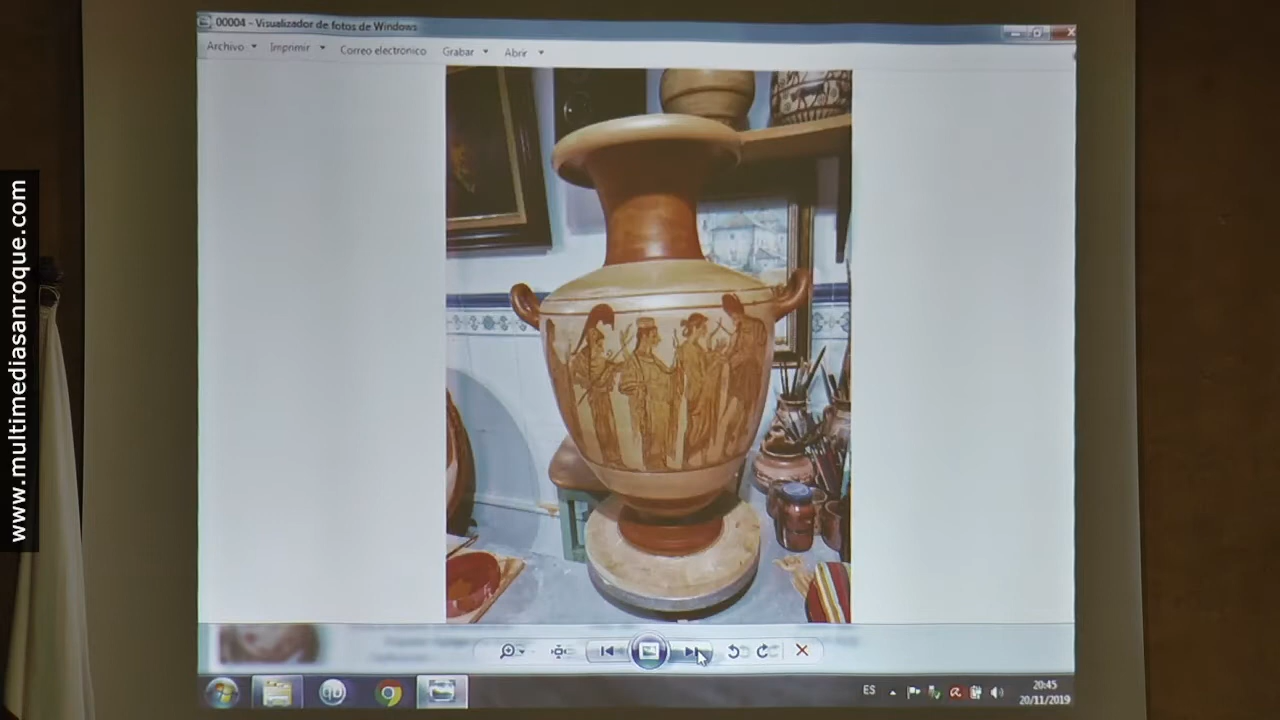 00004 - Visualizador de fotos de Windows
Archivo Imprimir Correo electrónico Grabar Abrir
www.multimediasanroque.com
ES
20:45
20/11/2019